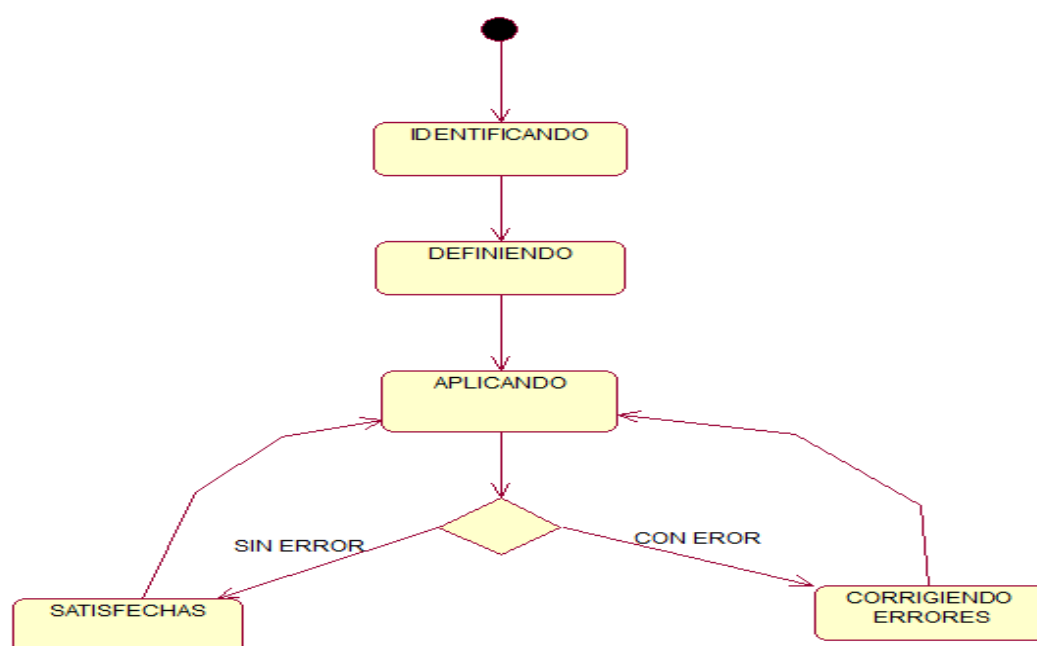 IDENTIFICANDO
DEFINIENDO
APLICANDO
SIN ERROR
CON EROR
SATISFECHAS
CORRIGIENDO
ERRORES